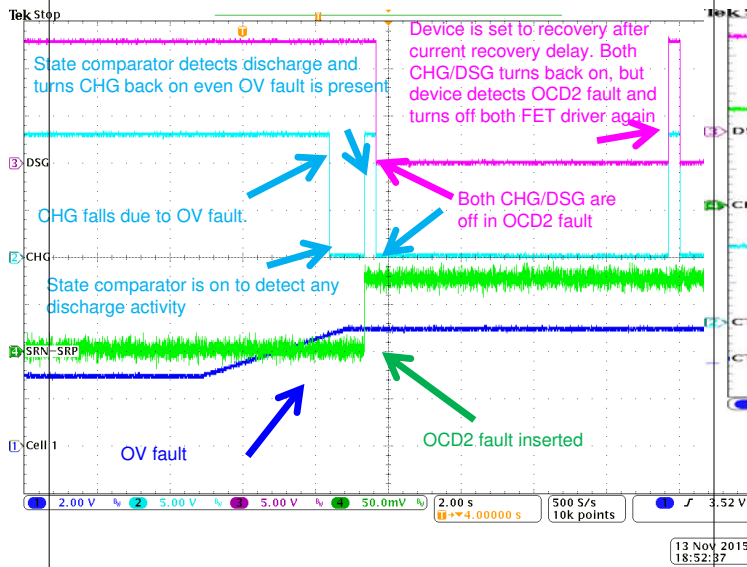 Tek Stop
Tek
T
T
Device is set to recovery after
current recovery delay. Both
CHG/DSG turns back on, but
device detects OCD2 fault and
turns off both FET driver again
State comparator detects discharge and
turns CHG back on even OV fault is present
3 DSG
3
CHG falls due to OV fault.
Both CHG/DSG are
off in OCD2 fault
2 CHG
State comparator is on to detect any
discharge activity
2
4 SRN-SRP
1 Cell 1
OV fault
OCD2 fault inserted
1 2.00 V 2 5.00 V 3 5.00 V 4 50.0mV
2.00 s
T→▼4.00000 s
500 S/s
10k points
1 3.52 V
13 Nov 2015
18:52:37